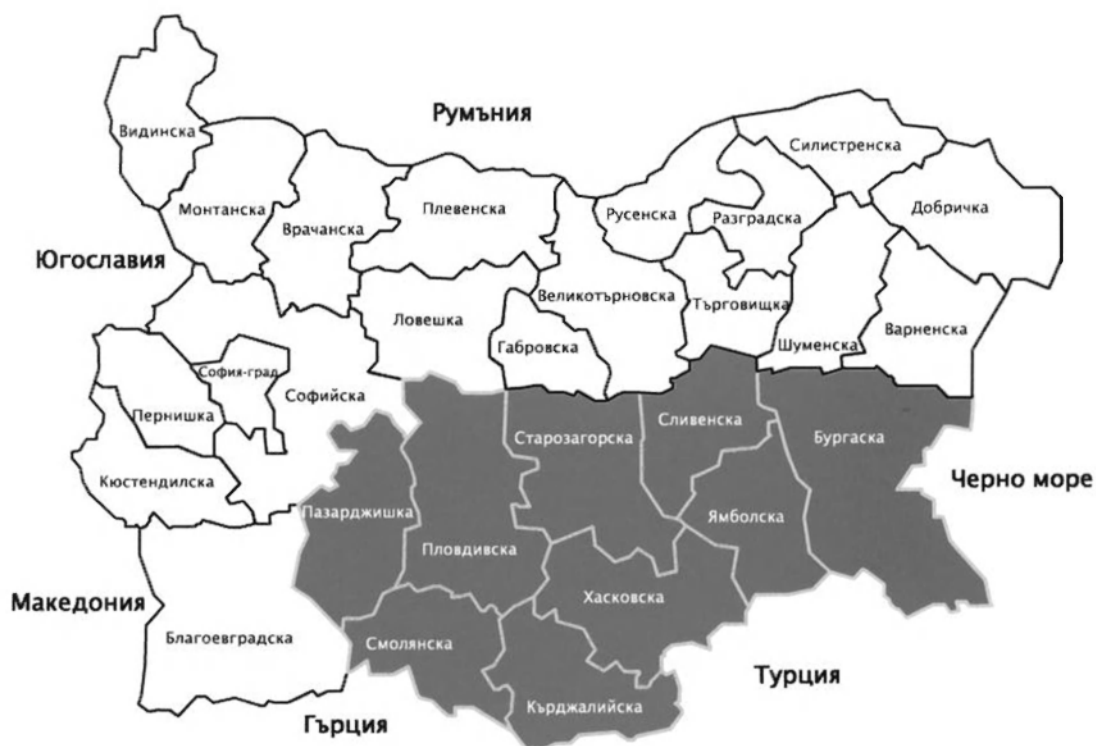 Румъния
Видинска
Силистренска
Монтанска
Врачанска
Плевенска
Русенска
Разградска
Добричка
Югославия
Великотърновска
Търговищка
Ловешка
Габровска
Шуменска
Варненска
София-град
Софийска
Пернишка
Кюстендилска
Старозагорска
Сливенска
Бургаска
Черно море
Пазарджишка
Пловдивска
Ямболска
Македония
Хасковска
Благоевградска
Смолянска
Турция
Гърция
Кърджалийска